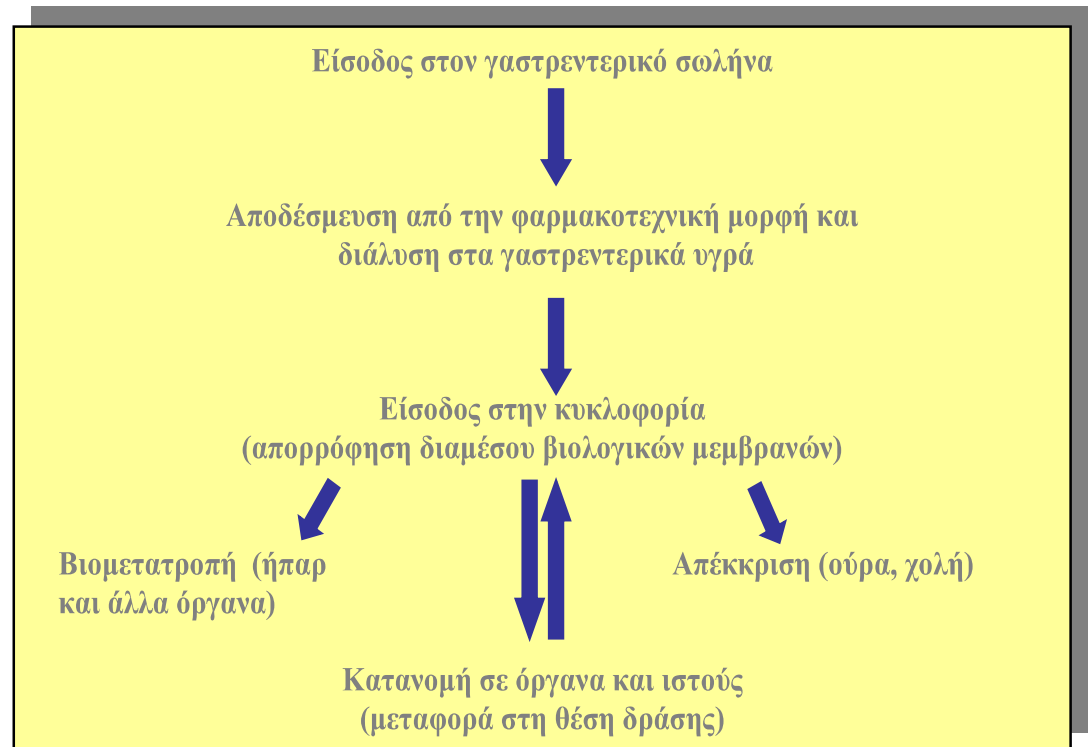 Είσοδος στον γαστρεντερικό σωλήνα
Αποδέσμευση από την φαρμακοτεχνική μορφή και
διάλυση στα γαστρεντερικά υγρά
Είσοδος στην κυκλοφορία
(απορρόφηση διαμέσου βιολογικών μεμβρανών)
Βιομετατροπή (ήπαρ
και άλλα όργανα)
Απέκκριση (ούρα, χολή)
Κατανομή σε όργανα και ιστούς
(μεταφορά στη θέση δράσης)